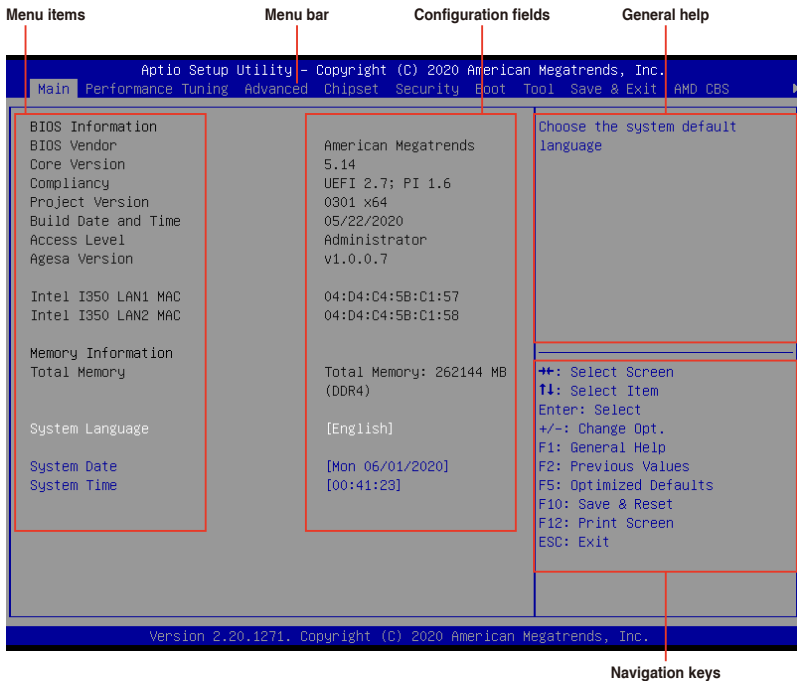 Menu items Menu bar Configuration fields General help
Aptio Setup Utility – Copyright (C) 2020 American Megatrends, Inc.
Main Performance Tuning Advanced Chipset Security Boot Tool Save & Exit AMD CBS
BIOS Information
BIOS Vendor American Megatrends
Core Version 5.14
Compliancy UEFI 2.7; PI 1.6
Project Version 0301 x64
Build Date and Time 05/22/2020
Access Level Administrator
Agesa Version v1.0.0.7
Intel I350 LAN1 MAC 04:D4:C4:5B:C1:57
Intel I350 LAN2 MAC 04:D4:C4:5B:C1:58
Memory Information
Total Memory Total Memory: 262144 MB
(DDR4)
System Language [English]
System Date [Mon 06/01/2020]
System Time [00:41:23]
Choose the system default
language
→←: Select Screen
↑↓: Select Item
Enter: Select
+/-: Change Opt.
F1: General Help
F2: Previous Values
F5: Optimized Defaults
F10: Save & Reset
F12: Print Screen
ESC: Exit
Version 2.20.1271. Copyright (C) 2020 American Megatrends, Inc.
Navigation keys